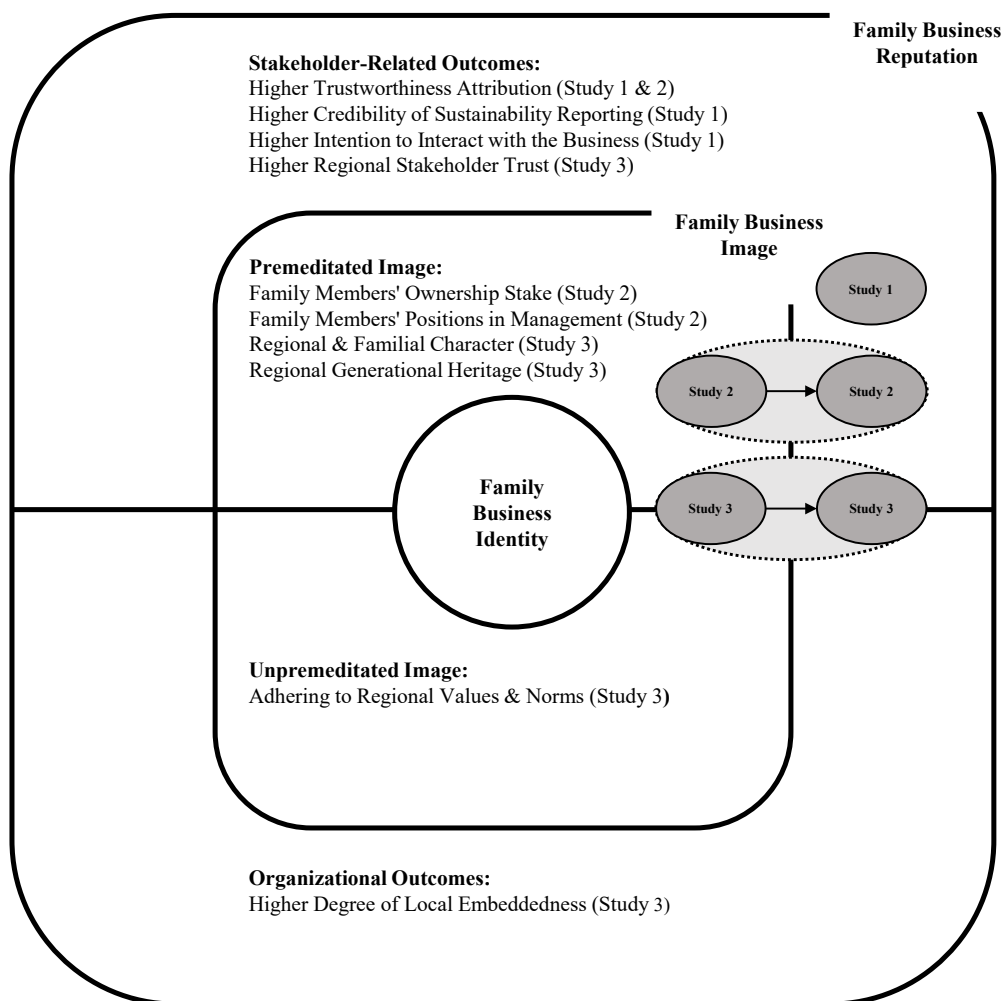 Family Business
Reputation
Stakeholder-Related Outcomes:
Higher Trustworthiness Attribution (Study 1 & 2)
Higher Credibility of Sustainability Reporting (Study 1)
Higher Intention to Interact with the Business (Study 1)
Higher Regional Stakeholder Trust (Study 3)
Family Business
Image
Premeditated Image:
Family Members' Ownership Stake (Study 2)
Family Members' Positions in Management (Study 2)
Regional & Familial Character (Study 3)
Regional Generational Heritage (Study 3)
Study 1
Study 2
Study 2
Study 3
Study 3
Family
Business
Identity
Unpremeditated Image:
Adhering to Regional Values & Norms (Study 3)
Organizational Outcomes:
Higher Degree of Local Embeddedness (Study 3)